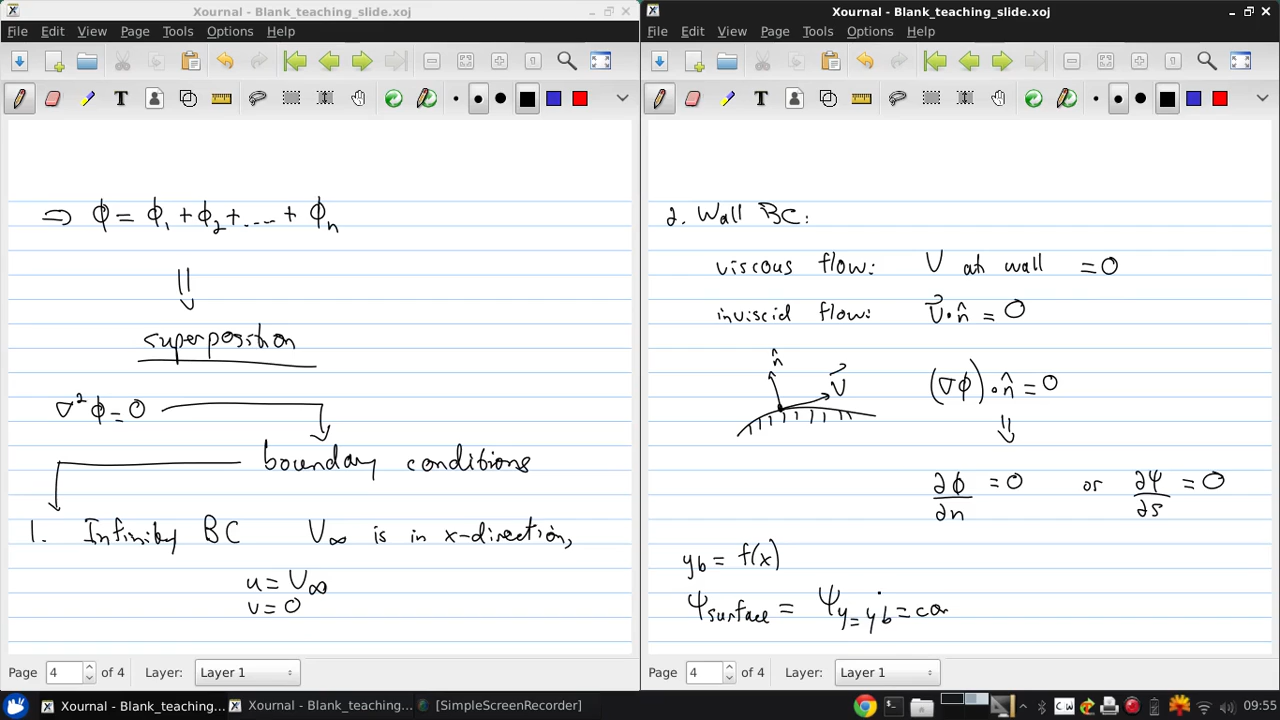 Xournal - Blank_teaching_slide.xoj
File Edit View Page Tools Options Help
⇒ ϕ = ϕ₁ + ϕ₂ + .... + ϕₙ
⇓
superposition
∇²ϕ = 0
boundary conditions
1. Infinity BC V∞ is in x-direction,
u = V∞
v = 0
Page 4 of 4 Layer: Layer 1
Xournal - Blank_teaching_slide.xoj
File Edit View Page Tools Options Help
2. Wall BC:
viscous flow: V at wall = 0
inviscid flow: V⃗ • n̂ = 0
n̂
V⃗
(∇ϕ) • n̂ = 0
⇓
∂ϕ/∂n = 0 or ∂ψ/∂s = 0
yb = f(x)
ψsurface = ψy=yb = con
Page 4 of 4 Layer: Layer 1
Xournal - Blank_teaching_... Xournal - Blank_teaching_... [SimpleScreenRecorder] CW 09:55